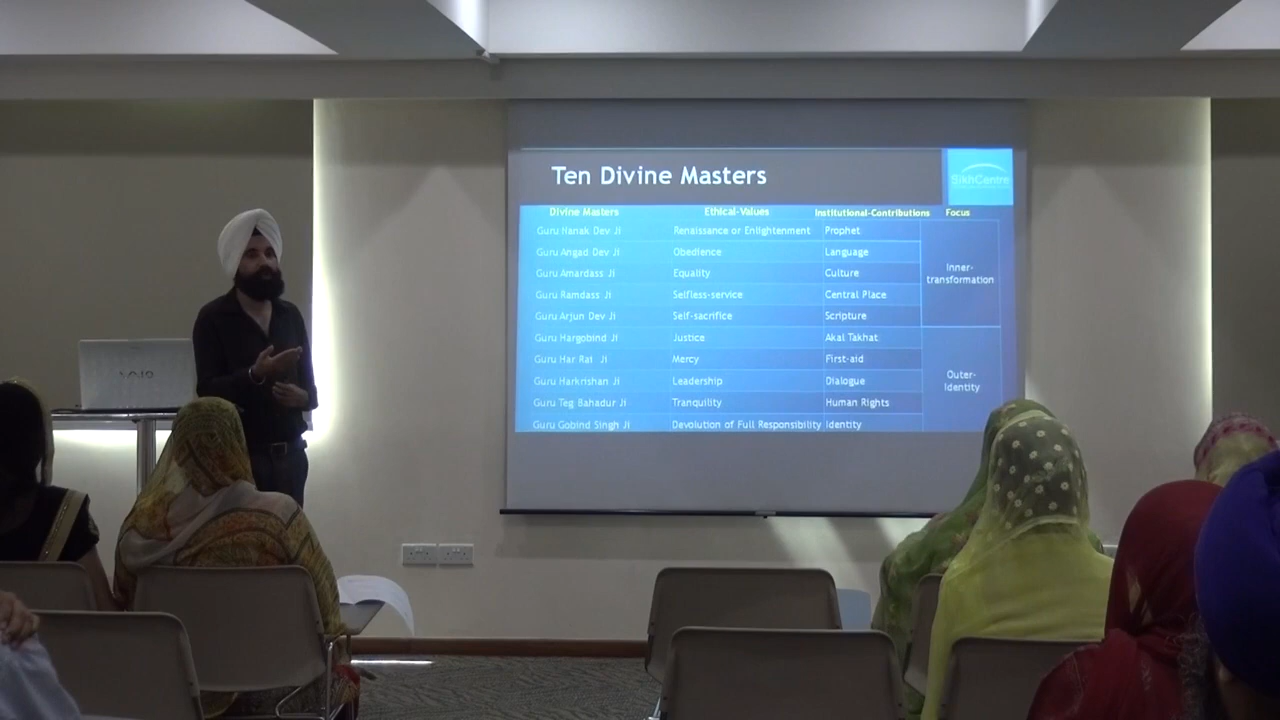 Ten Divine Masters
SikhCentre
Divine Masters Ethical-Values Institutional-Contributions Focus
Guru Nanak Dev Ji Renaissance or Enlightenment Prophet
Guru Angad Dev Ji Obedience Language
Guru Amardass Ji Equality Culture
Inner-transformation
Guru Ramdass Ji Selfless-service Central Place
Guru Arjun Dev Ji Self-sacrifice Scripture
Guru Hargobind Ji Justice Akal Takhat
Guru Har Rai Ji Mercy First-aid
Guru Harkrishan Ji Leadership Dialogue
Outer-Identity
Guru Teg Bahadur Ji Tranquility Human Rights
Guru Gobind Singh Ji Devolution of Full Responsibility Identity
VAIO